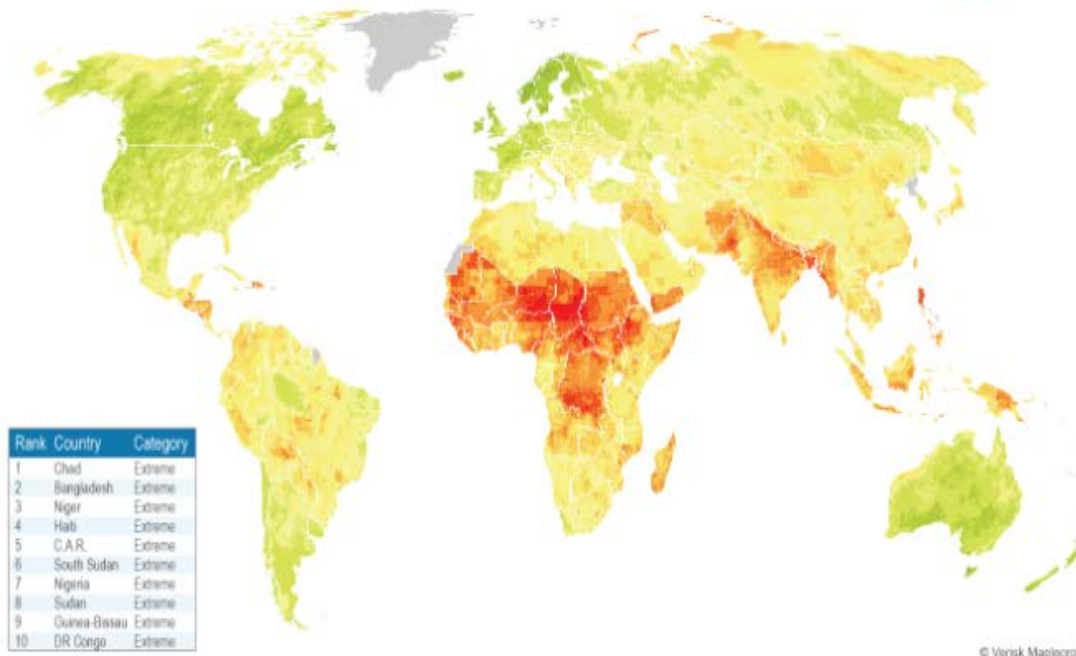 Rank Country Category
1 Chad Extreme
2 Bangladesh Extreme
3 Niger Extreme
4 Haiti Extreme
5 C.A.R. Extreme
6 South Sudan Extreme
7 Nigeria Extreme
8 Sudan Extreme
9 Guinea-Bissau Extreme
10 DR Congo Extreme
© Verisk Maplecro